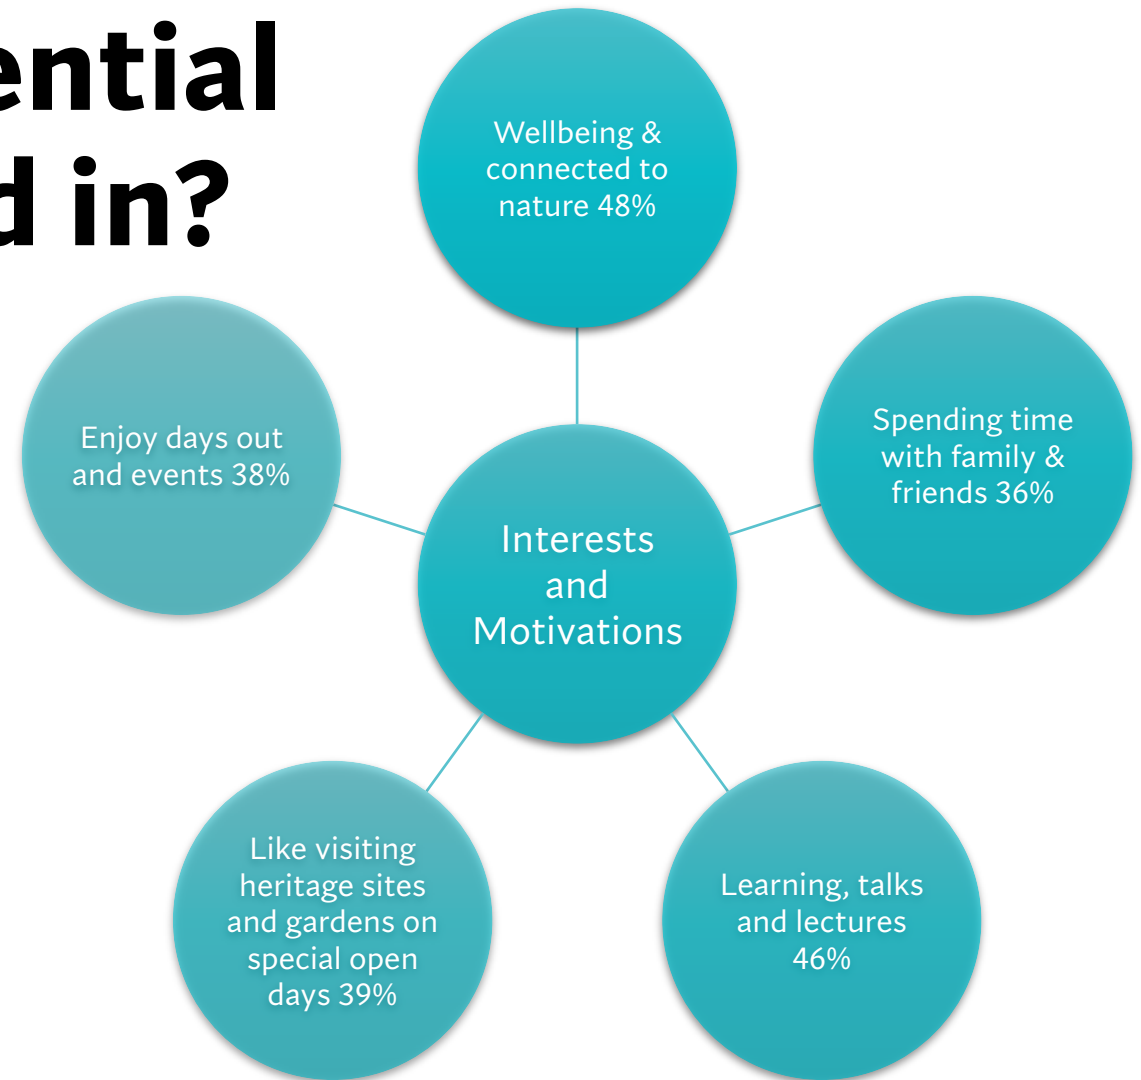 ential
d in?
Wellbeing &
connected to
nature 48%
Spending time
with family &
friends 36%
Learning, talks
and lectures
46%
Like visiting
heritage sites
and gardens on
special open
days 39%
Enjoy days out
and events 38%
Interests
and
Motivations